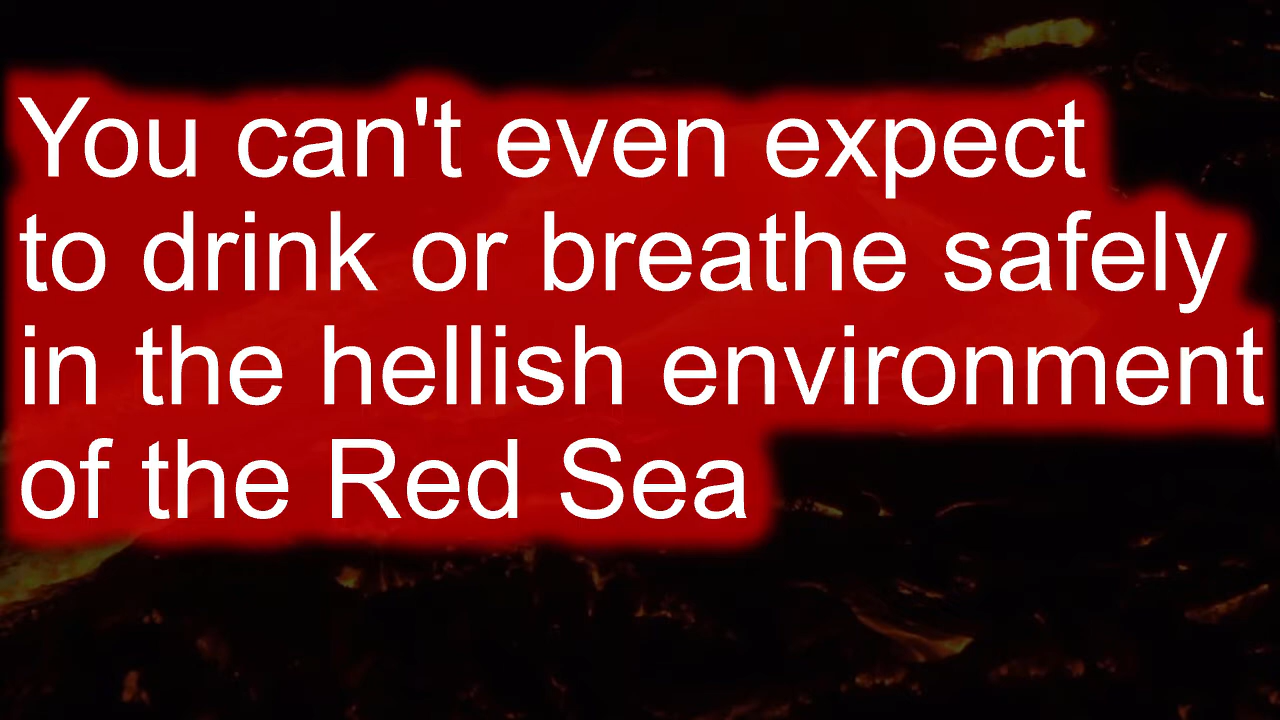 You can't even expect
to drink or breathe safely
in the hellish environment
of the Red Sea